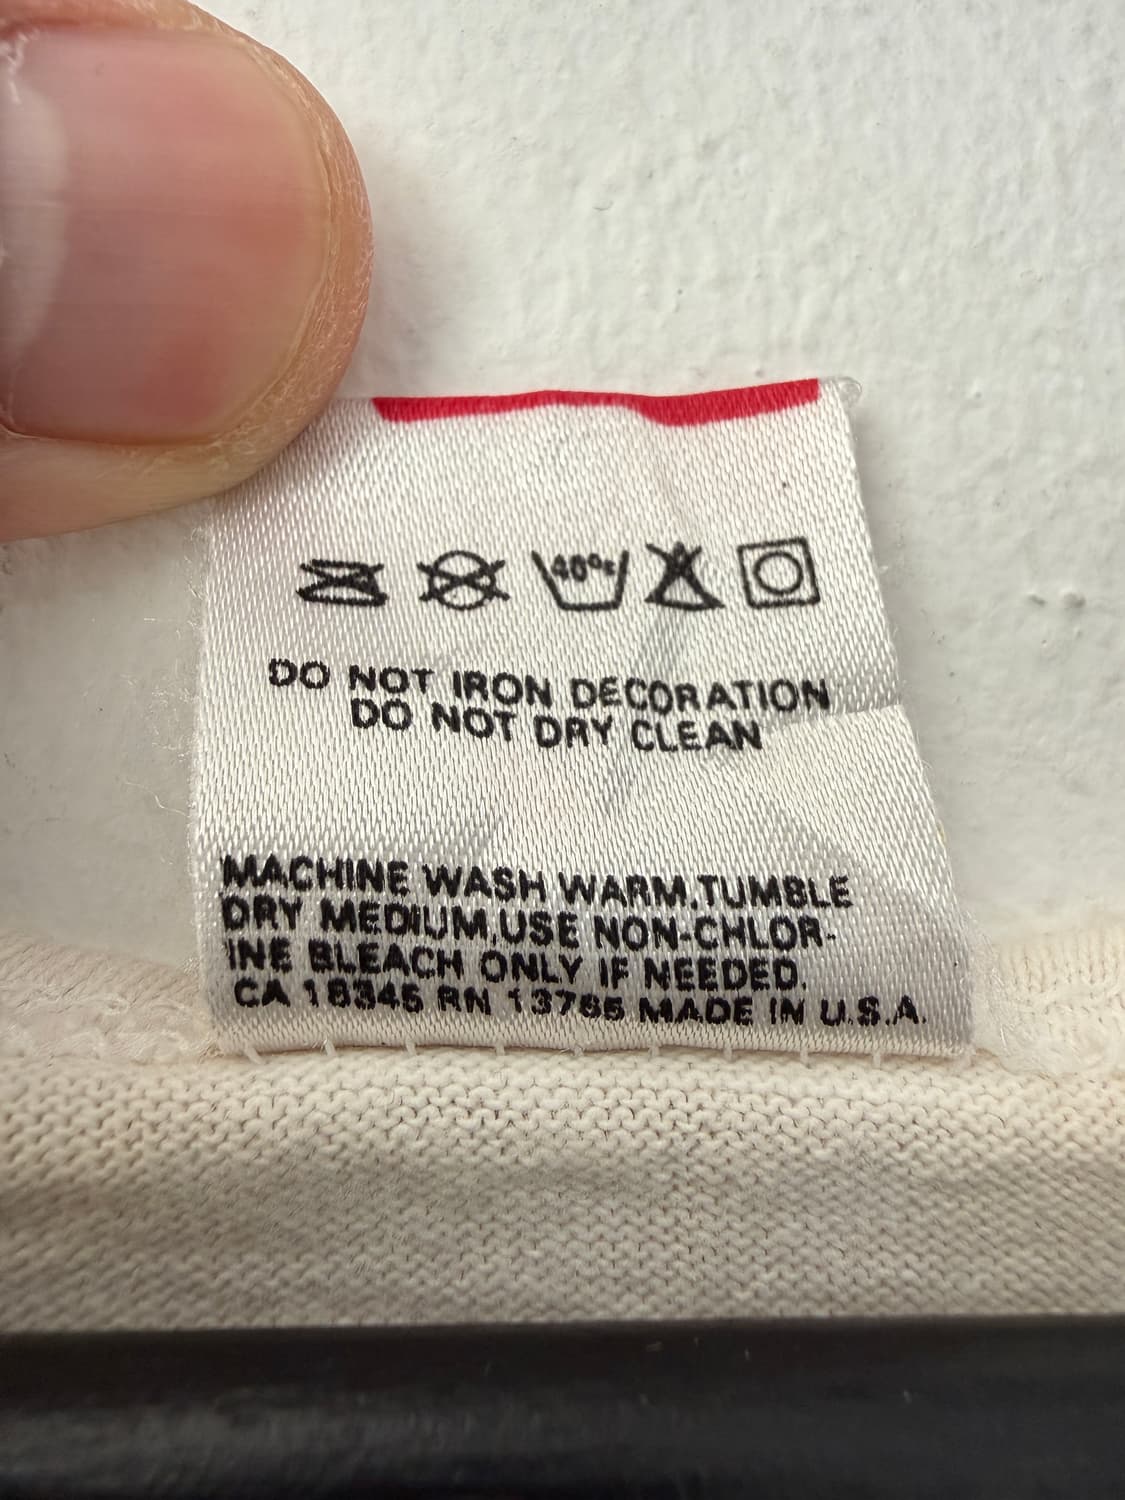 40°c
DO NOT IRON DECORATION
DO NOT DRY CLEAN
MACHINE WASH WARM.TUMBLE
DRY MEDIUM,USE NON-CHLOR-
INE BLEACH ONLY IF NEEDED.
CA 18345 RN 13765 MADE IN U.S.A.